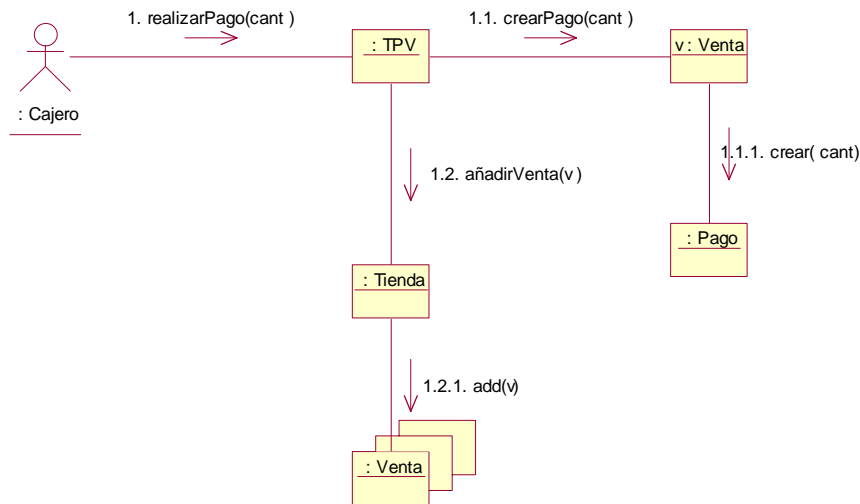 1. realizarPago(cant )
1.1. crearPago(cant )
: TPV
v : Venta
: Cajero
1.1.1. crear( cant)
1.2. añadirVenta(v )
: Pago
: Tienda
1.2.1. add(v)
: Venta